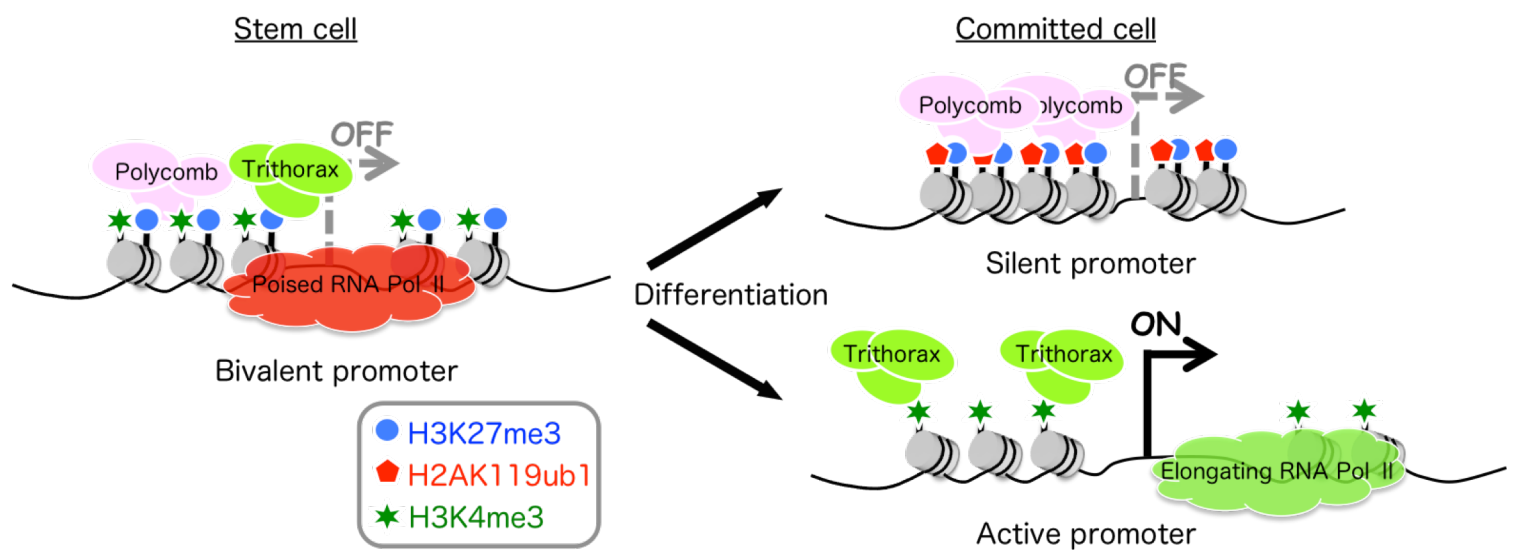 Stem cell
OFF
Polycomb
Trithorax
Poised RNA Pol II
Bivalent promoter
H3K27me3
H2AK119ub1
H3K4me3
Differentiation
Committed cell
OFF
Polycomb
olycomb
Silent promoter
ON
Trithorax
Trithorax
Elongating RNA Pol II
Active promoter